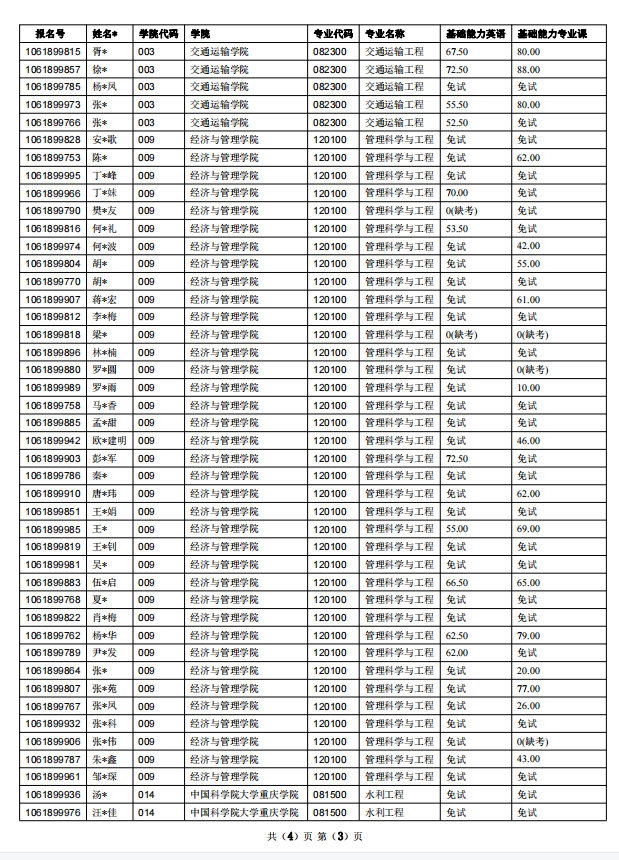 报名号 姓名* 学院代码 学院 专业代码 专业名称 基础能力英语 基础能力专业课
1061899815 胥* 003 交通运输学院 082300 交通运输工程 67.50 80.00
1061899857 徐* 003 交通运输学院 082300 交通运输工程 72.50 88.00
1061899785 杨*风 003 交通运输学院 082300 交通运输工程 免试 免试
1061899973 张* 003 交通运输学院 082300 交通运输工程 55.50 80.00
1061899766 张* 003 交通运输学院 082300 交通运输工程 52.50 免试
1061899828 安*歌 009 经济与管理学院 120100 管理科学与工程 免试 免试
1061899753 陈* 009 经济与管理学院 120100 管理科学与工程 免试 62.00
1061899995 丁*峰 009 经济与管理学院 120100 管理科学与工程 免试 免试
1061899966 丁*妹 009 经济与管理学院 120100 管理科学与工程 70.00 免试
1061899790 樊*友 009 经济与管理学院 120100 管理科学与工程 0(缺考) 免试
1061899816 何*礼 009 经济与管理学院 120100 管理科学与工程 53.50 免试
1061899974 何*波 009 经济与管理学院 120100 管理科学与工程 免试 42.00
1061899804 胡* 009 经济与管理学院 120100 管理科学与工程 免试 55.00
1061899770 胡* 009 经济与管理学院 120100 管理科学与工程 免试 免试
1061899907 蒋*宏 009 经济与管理学院 120100 管理科学与工程 免试 61.00
1061899812 李*梅 009 经济与管理学院 120100 管理科学与工程 免试 免试
1061899818 梁* 009 经济与管理学院 120100 管理科学与工程 0(缺考) 0(缺考)
1061899896 林*楠 009 经济与管理学院 120100 管理科学与工程 免试 免试
1061899880 罗*圆 009 经济与管理学院 120100 管理科学与工程 免试 0(缺考)
1061899989 罗*雨 009 经济与管理学院 120100 管理科学与工程 免试 10.00
1061899758 马*香 009 经济与管理学院 120100 管理科学与工程 免试 免试
1061899885 孟*甜 009 经济与管理学院 120100 管理科学与工程 免试 免试
1061899942 欧*建明 009 经济与管理学院 120100 管理科学与工程 免试 46.00
1061899903 彭*军 009 经济与管理学院 120100 管理科学与工程 72.50 免试
1061899786 秦* 009 经济与管理学院 120100 管理科学与工程 免试 免试
1061899910 唐*玮 009 经济与管理学院 120100 管理科学与工程 免试 62.00
1061899851 王*娟 009 经济与管理学院 120100 管理科学与工程 免试 免试
1061899985 王* 009 经济与管理学院 120100 管理科学与工程 55.00 69.00
1061899819 王*钊 009 经济与管理学院 120100 管理科学与工程 免试 免试
1061899981 吴* 009 经济与管理学院 120100 管理科学与工程 免试 免试
1061899883 伍*启 009 经济与管理学院 120100 管理科学与工程 66.50 65.00
1061899768 夏* 009 经济与管理学院 120100 管理科学与工程 免试 免试
1061899822 肖*梅 009 经济与管理学院 120100 管理科学与工程 免试 免试
1061899762 杨*华 009 经济与管理学院 120100 管理科学与工程 62.50 79.00
1061899789 尹*发 009 经济与管理学院 120100 管理科学与工程 62.00 免试
1061899864 张* 009 经济与管理学院 120100 管理科学与工程 免试 20.00
1061899807 张*苑 009 经济与管理学院 120100 管理科学与工程 免试 77.00
1061899767 张*凤 009 经济与管理学院 120100 管理科学与工程 免试 26.00
1061899932 张*科 009 经济与管理学院 120100 管理科学与工程 免试 免试
1061899906 张*伟 009 经济与管理学院 120100 管理科学与工程 免试 0(缺考)
1061899787 朱*鑫 009 经济与管理学院 120100 管理科学与工程 免试 43.00
1061899961 邹*琛 009 经济与管理学院 120100 管理科学与工程 免试 免试
1061899936 汤* 014 中国科学院大学重庆学院 081500 水利工程 免试 免试
1061899976 汪*佳 014 中国科学院大学重庆学院 081500 水利工程 免试 免试
共（4）页 第（3）页